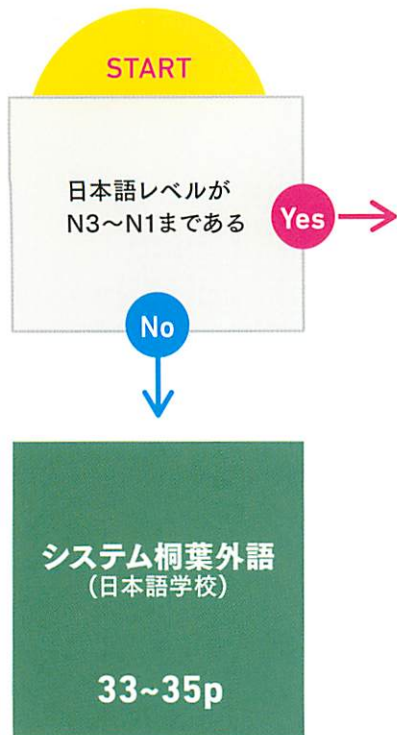 START
日本語レベルが
N3〜N1まである
Yes
No
システム桐葉外語
(日本語学校)
33~35p